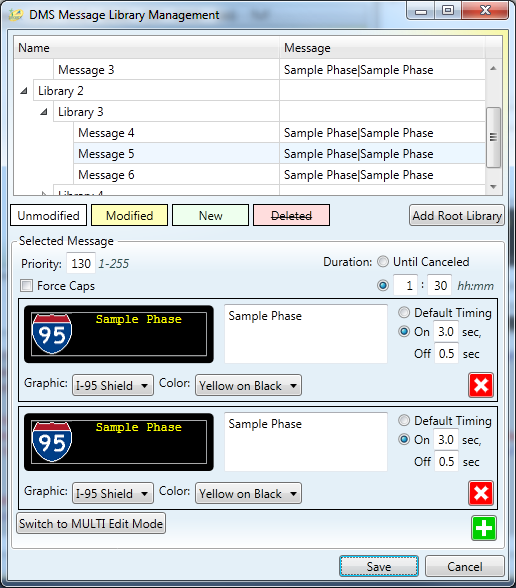 DMS Message Library Management
Name Message
Message 3 Sample Phase|Sample Phase
Library 2
Library 3
Message 4 Sample Phase|Sample Phase
Message 5 Sample Phase|Sample Phase
Message 6 Sample Phase|Sample Phase
Library 4
Unmodified Modified New Deleted Add Root Library
Selected Message
Priority: 130 1-255 Duration: Until Canceled
Force Caps 1 : 30 hh:mm
95 Sample Phase Sample Phase Default Timing
On 3.0 sec,
Off 0.5 sec
Graphic: I-95 Shield Color: Yellow on Black
95 Sample Phase Sample Phase Default Timing
On 3.0 sec,
Off 0.5 sec
Graphic: I-95 Shield Color: Yellow on Black
Switch to MULTI Edit Mode
Save Cancel